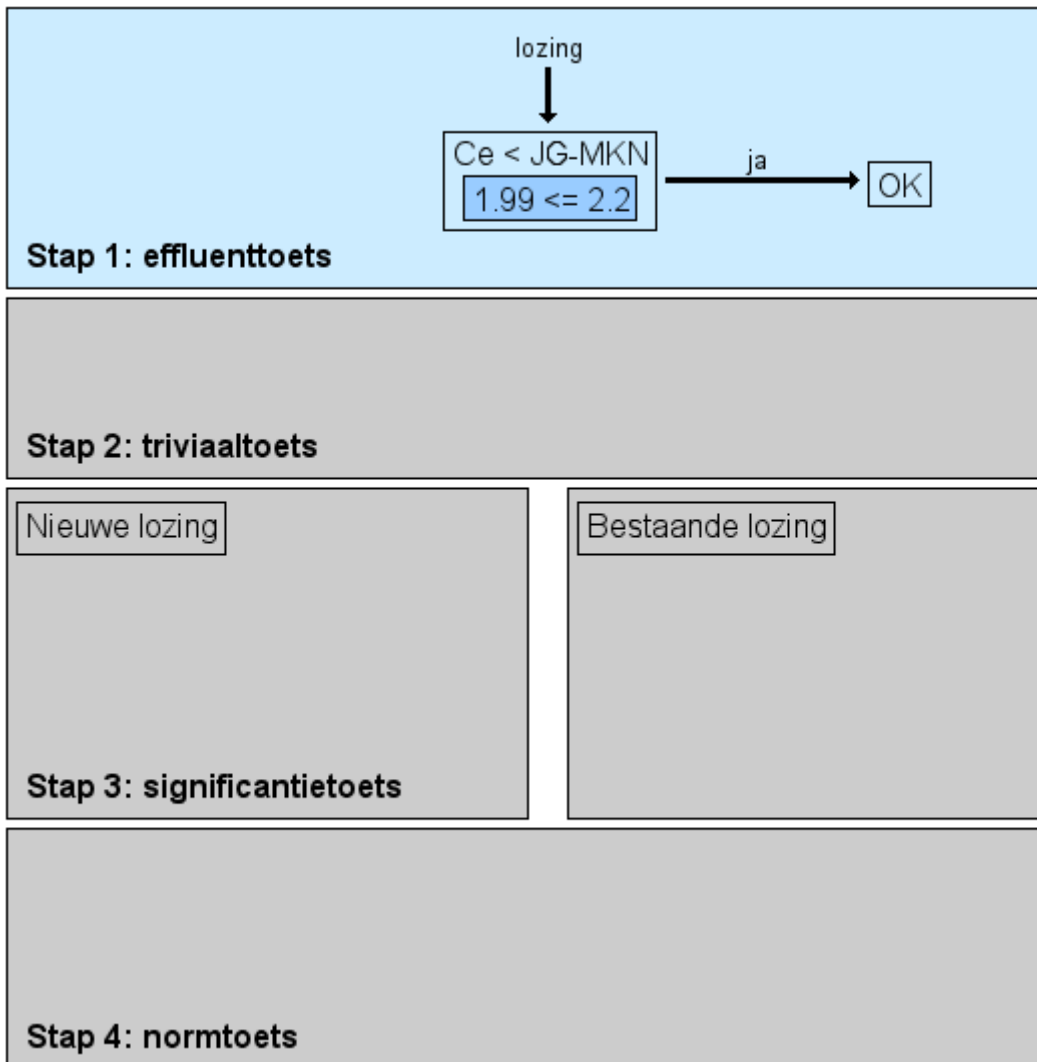 lozing
Ce < JG-MKN
1.99 <= 2.2
ja
OK
Stap 1: effluenttoets
Stap 2: triviaaltoets
Nieuwe lozing
Bestaande lozing
Stap 3: significantietoets
Stap 4: normtoets